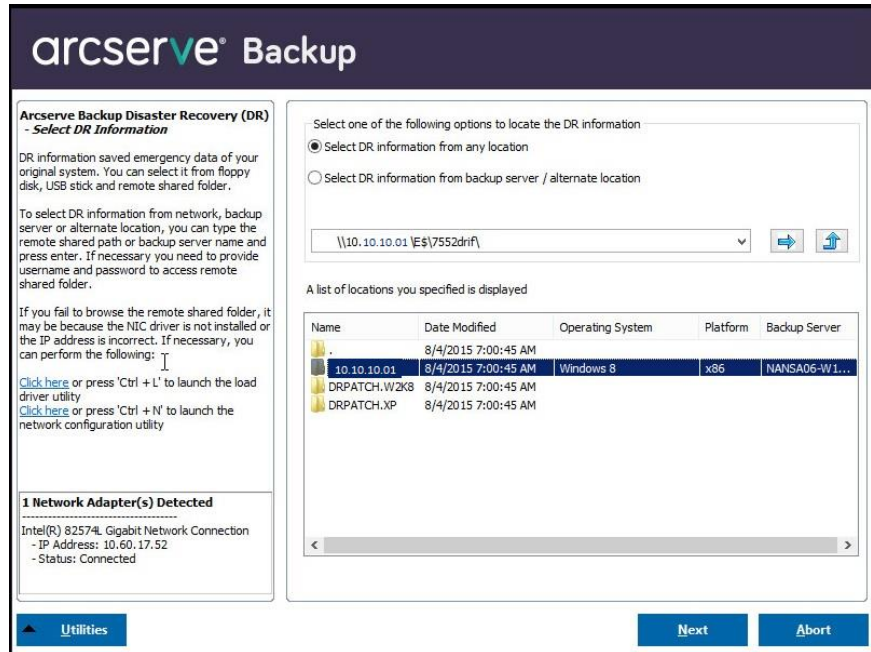 arcserve® Backup
Arcserve Backup Disaster Recovery (DR)
- Select DR Information
DR information saved emergency data of your
original system. You can select it from floppy
disk, USB stick and remote shared folder.
To select DR information from network, backup
server or alternate location, you can type the
remote shared path or backup server name and
press enter. If necessary you need to provide
username and password to access remote
shared folder.
If you fail to browse the remote shared folder, it
may be because the NIC driver is not installed or
the IP address is incorrect. If necessary, you
can perform the following:
Click here or press 'Ctrl + L' to launch the load
driver utility
Click here or press 'Ctrl + N' to launch the
network configuration utility
1 Network Adapter(s) Detected
----------------------------------
Intel(R) 82574L Gigabit Network Connection
- IP Address: 10.60.17.52
- Status: Connected
Select one of the following options to locate the DR information
Select DR information from any location
Select DR information from backup server / alternate location
\\10.10.10.01\E$\7552drif\
A list of locations you specified is displayed
Name Date Modified Operating System Platform Backup Server
. 8/4/2015 7:00:45 AM
10.10.10.01 8/4/2015 7:00:45 AM Windows 8 x86 NANSA06-W1...
DRPATCH.W2K8 8/4/2015 7:00:45 AM
DRPATCH.XP 8/4/2015 7:00:45 AM
Utilities Next Abort